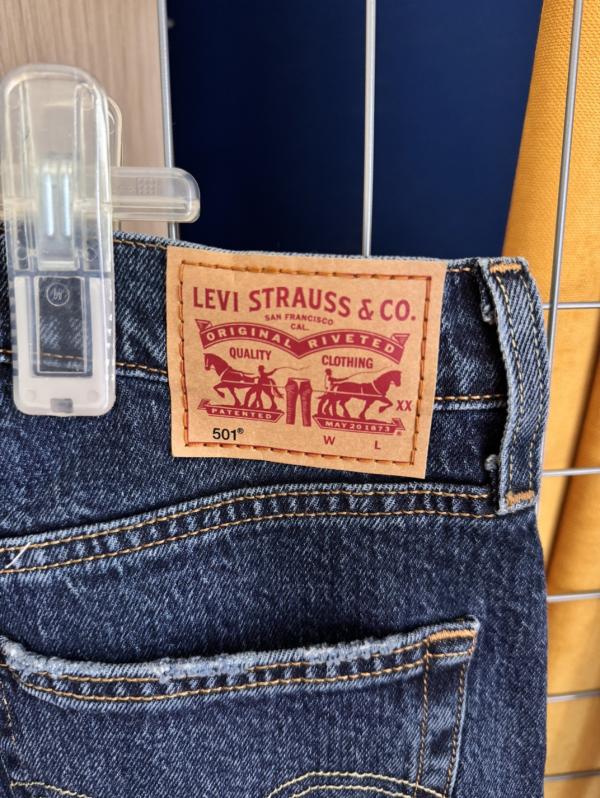 LEVI STRAUSS & CO.
SAN FRANCISCO
CAL.
ORIGINAL RIVETED
QUALITY CLOTHING
XX
PATENTED MAY 20 1873
501®
W L